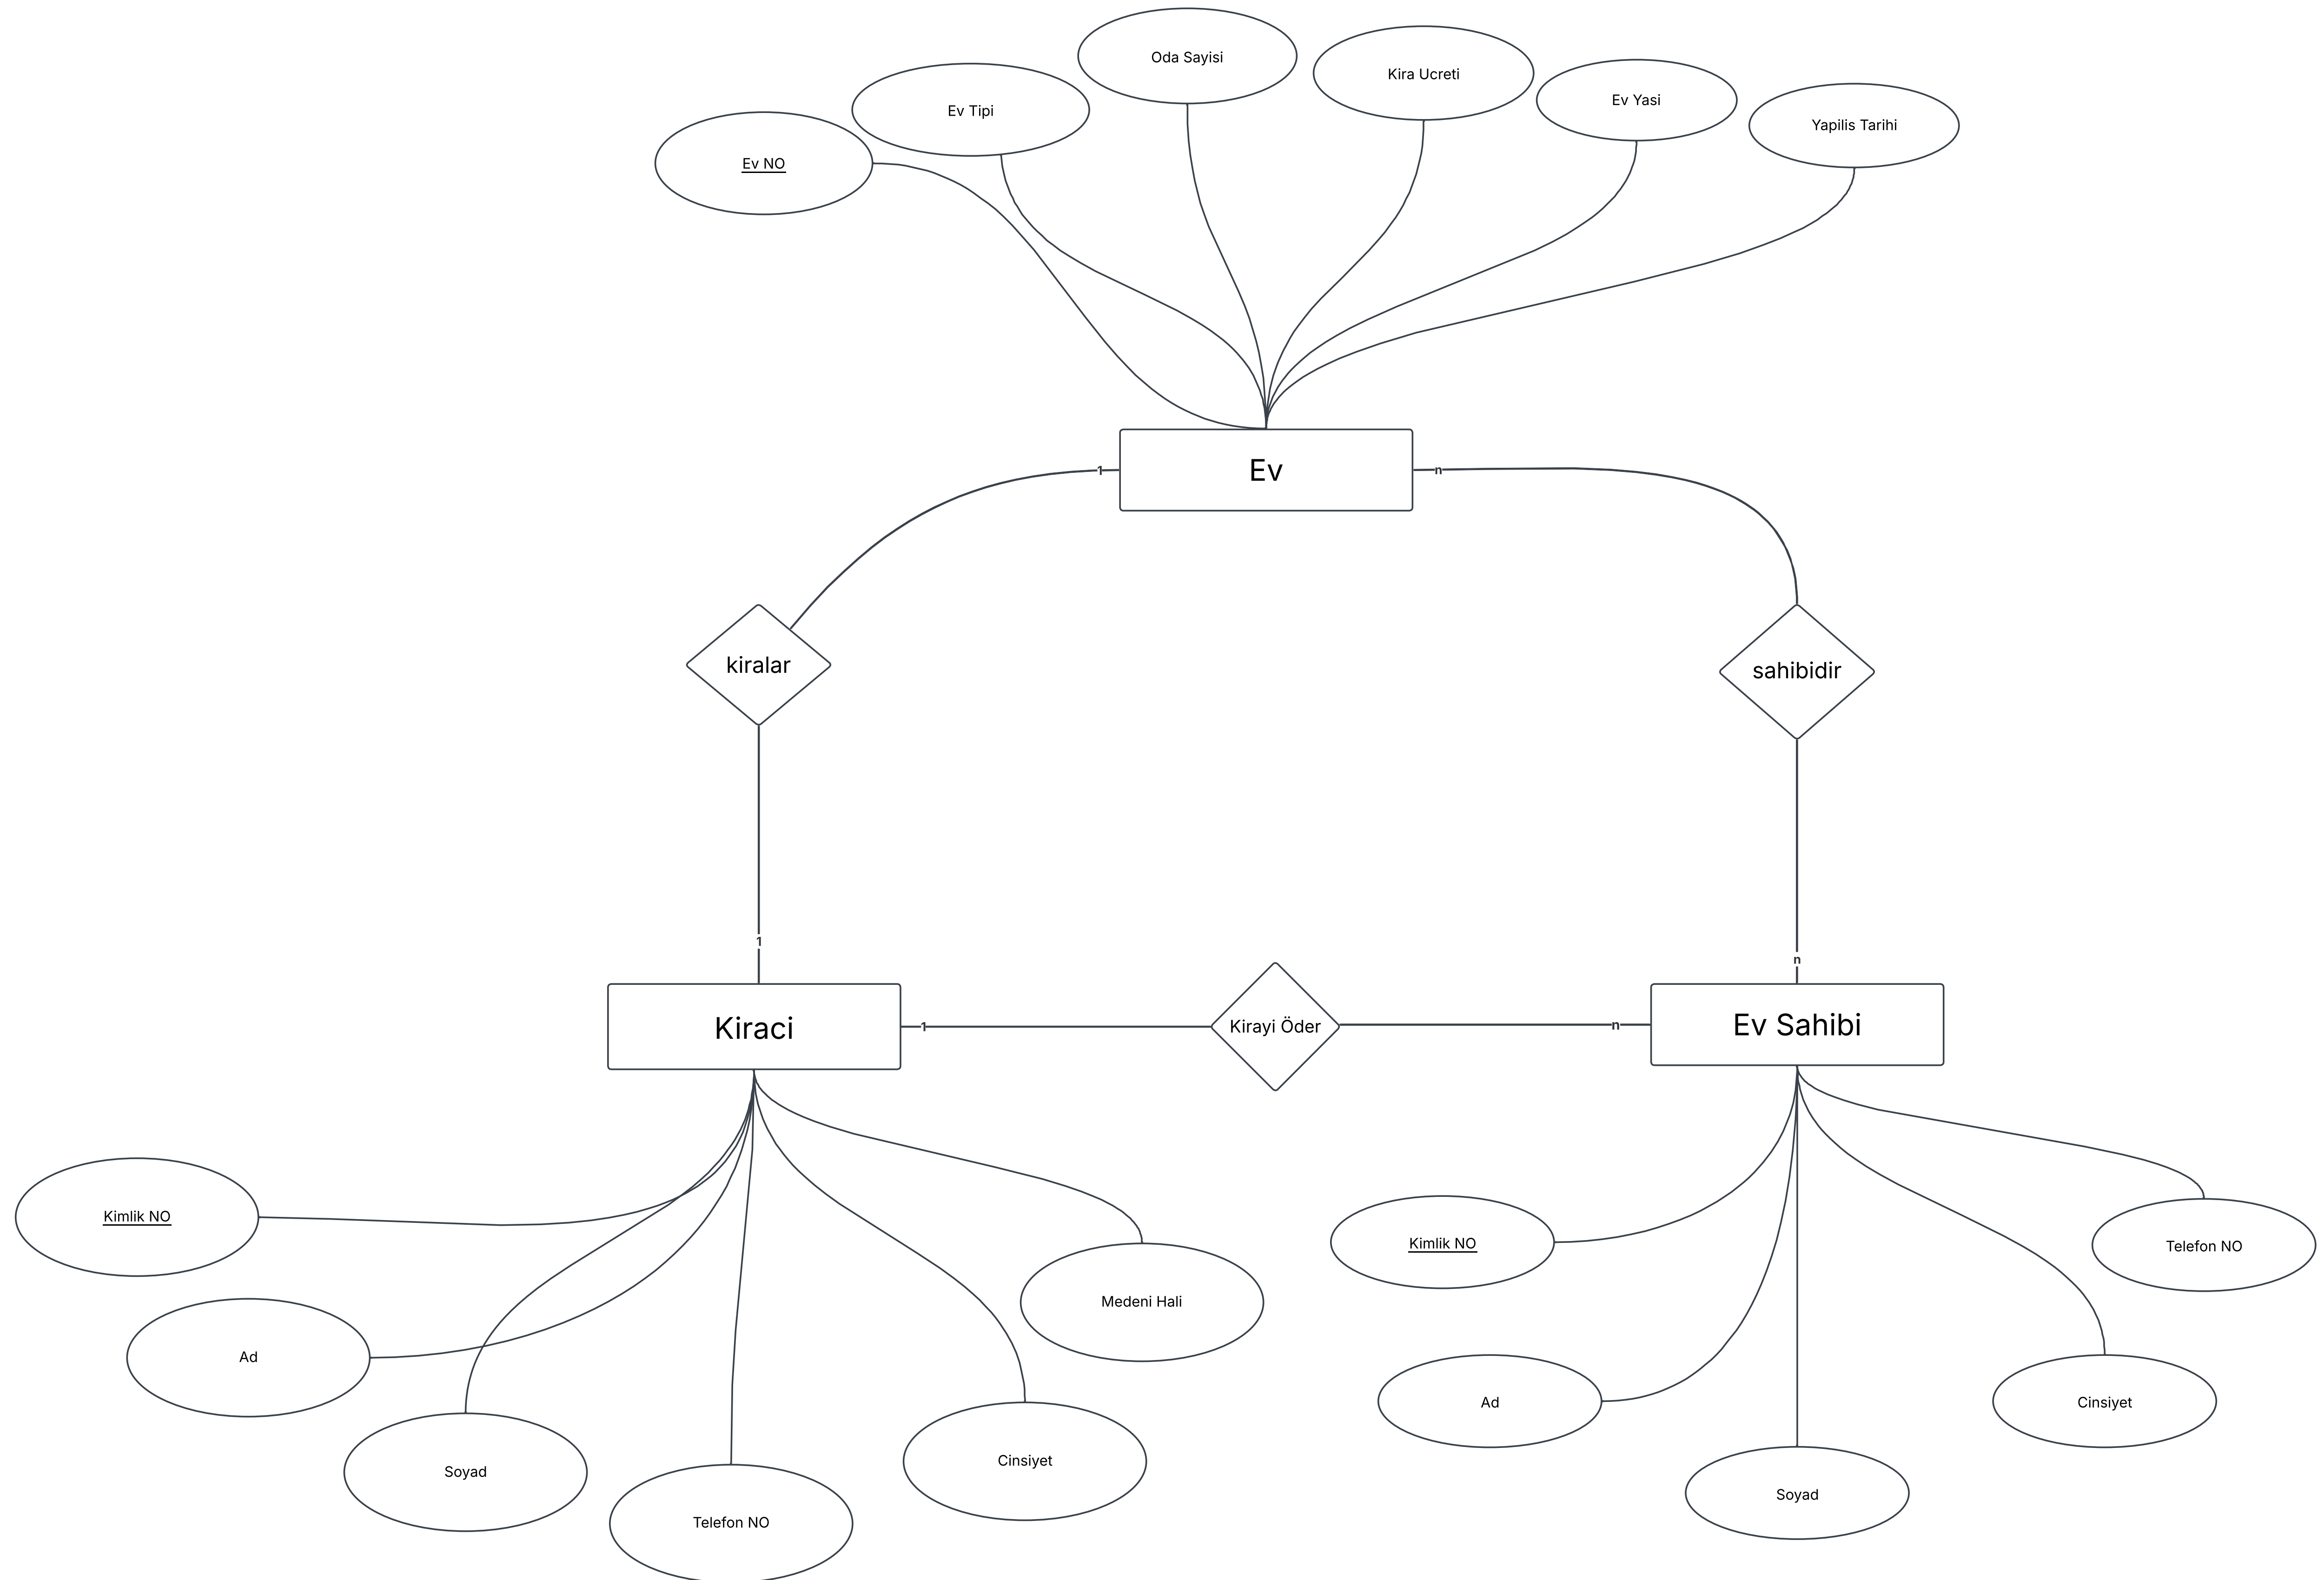 Oda Sayisi
Kira Ucreti
Ev Yasi
Ev Tipi
Yapilis Tarihi
Ev NO
Ev
1
n
kiralar
sahibidir
1
n
Kiraci
1
Kirayi Öder
n
Ev Sahibi
Kimlik NO
Kimlik NO
Telefon NO
Medeni Hali
Ad
Ad
Cinsiyet
Soyad
Cinsiyet
Soyad
Telefon NO